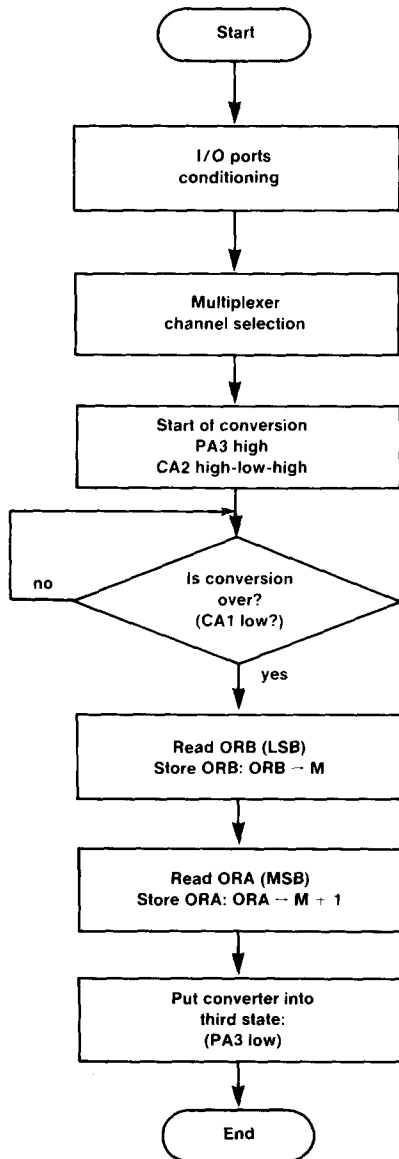 Start
I/O ports
conditioning
Multiplexer
channel selection
Start of conversion
PA3 high
CA2 high-low-high
no
Is conversion
over?
(CA1 low?)
yes
Read ORB (LSB)
Store ORB: ORB → M
Read ORA (MSB)
Store ORA: ORA → M + 1
Put converter into
third state:
(PA3 low)
End